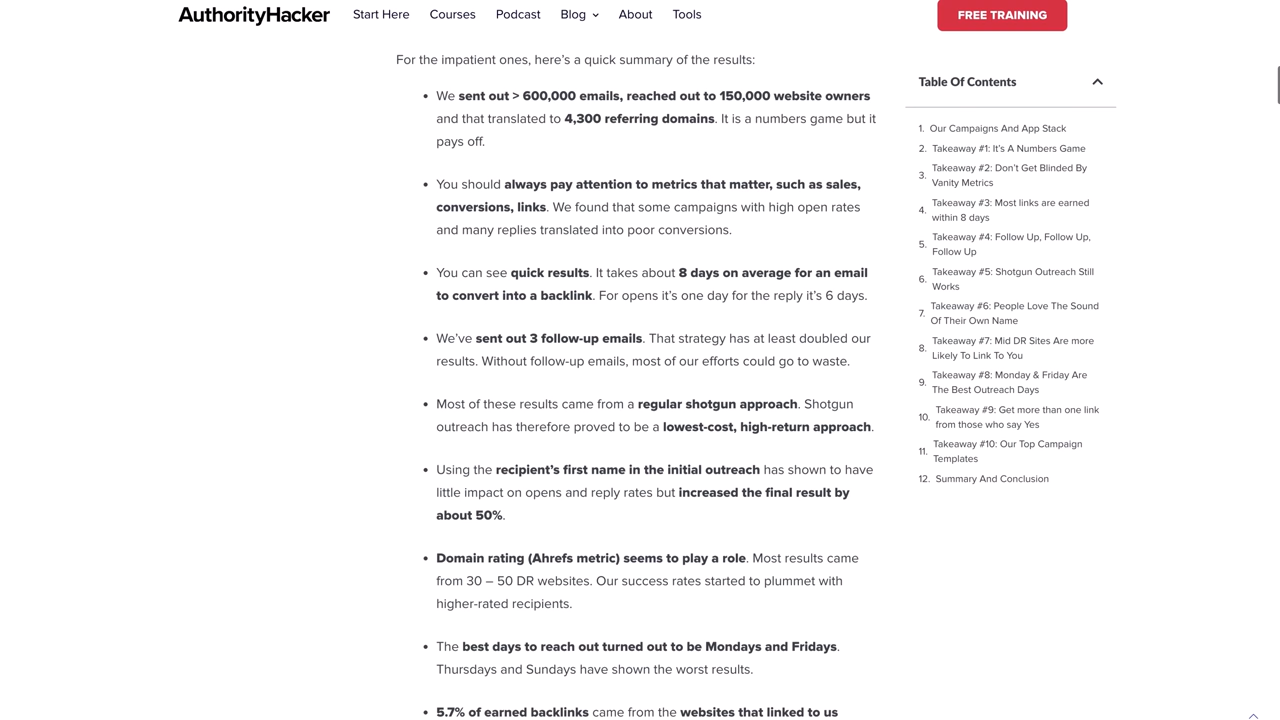 AuthorityHacker
Start Here
Courses
Podcast
Blog
About
Tools
FREE TRAINING
For the impatient ones, here’s a quick summary of the results:
• We sent out > 600,000 emails, reached out to 150,000 website owners
and that translated to 4,300 referring domains. It is a numbers game but it
pays off.
• You should always pay attention to metrics that matter, such as sales,
conversions, links. We found that some campaigns with high open rates
and many replies translated into poor conversions.
• You can see quick results. It takes about 8 days on average for an email
to convert into a backlink. For opens it’s one day for the reply it’s 6 days.
• We’ve sent out 3 follow-up emails. That strategy has at least doubled our
results. Without follow-up emails, most of our efforts could go to waste.
• Most of these results came from a regular shotgun approach. Shotgun
outreach has therefore proved to be a lowest-cost, high-return approach.
• Using the recipient’s first name in the initial outreach has shown to have
little impact on opens and reply rates but increased the final result by
about 50%.
• Domain rating (Ahrefs metric) seems to play a role. Most results came
from 30 – 50 DR websites. Our success rates started to plummet with
higher-rated recipients.
• The best days to reach out turned out to be Mondays and Fridays.
Thursdays and Sundays have shown the worst results.
• 5.7% of earned backlinks came from the websites that linked to us
Table Of Contents
1. Our Campaigns And App Stack
2. Takeaway #1: It’s A Numbers Game
3. Takeaway #2: Don’t Get Blinded By
Vanity Metrics
4. Takeaway #3: Most links are earned
within 8 days
5. Takeaway #4: Follow Up, Follow Up,
Follow Up
6. Takeaway #5: Shotgun Outreach Still
Works
7. Takeaway #6: People Love The Sound
Of Their Own Name
8. Takeaway #7: Mid DR Sites Are more
Likely To Link To You
9. Takeaway #8: Monday & Friday Are
The Best Outreach Days
10. Takeaway #9: Get more than one link
from those who say Yes
11. Takeaway #10: Our Top Campaign
Templates
12. Summary And Conclusion